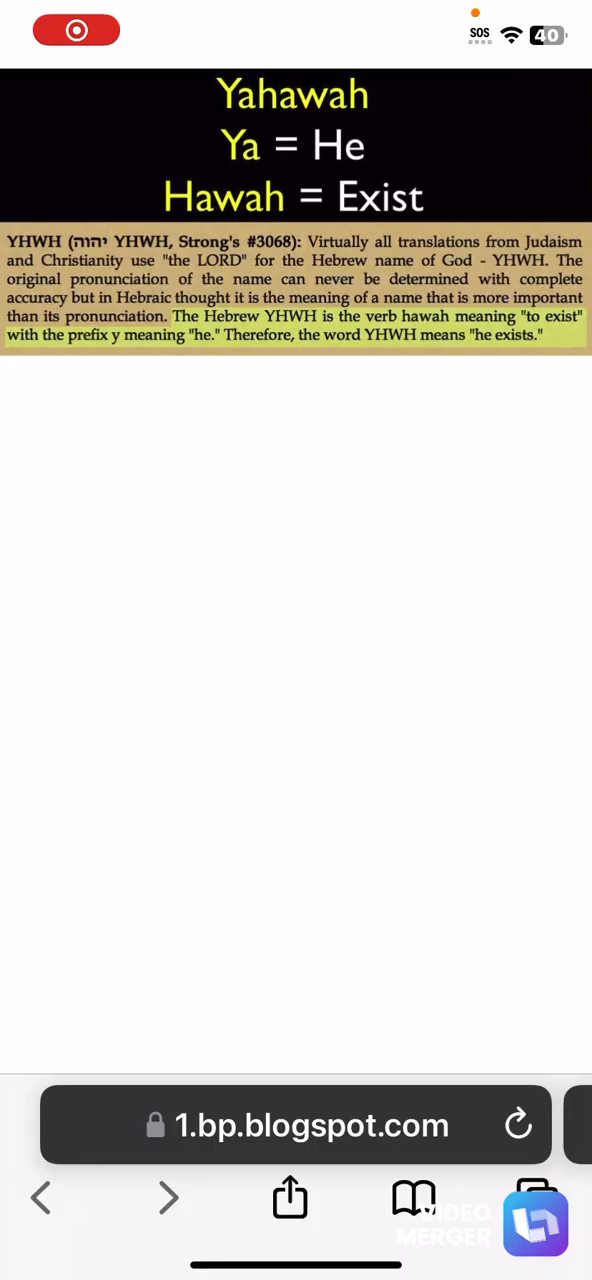 SOS
40
Yahawah
Ya = He
Hawah = Exist
YHWH (יהוה YHWH, Strong's #3068): Virtually all translations from Judaism
and Christianity use "the LORD" for the Hebrew name of God - YHWH. The
original pronunciation of the name can never be determined with complete
accuracy but in Hebraic thought it is the meaning of a name that is more important
than its pronunciation. The Hebrew YHWH is the verb hawah meaning "to exist"
with the prefix y meaning "he." Therefore, the word YHWH means "he exists."
1.bp.blogspot.com
VIDEO
MERGER